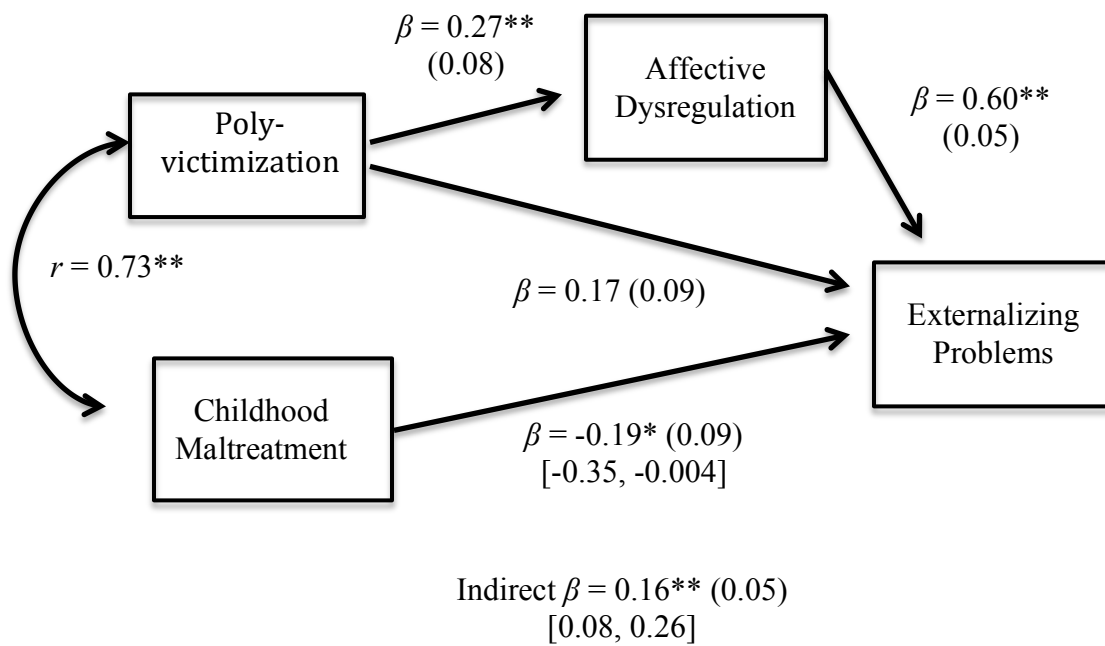 β = 0.27**
(0.08)
Affective
Dysregulation
β = 0.60**
(0.05)
Poly-
victimization
r = 0.73**
β = 0.17 (0.09)
Externalizing
Problems
Childhood
Maltreatment
β = -0.19* (0.09)
[-0.35, -0.004]
Indirect β = 0.16** (0.05)
[0.08, 0.26]